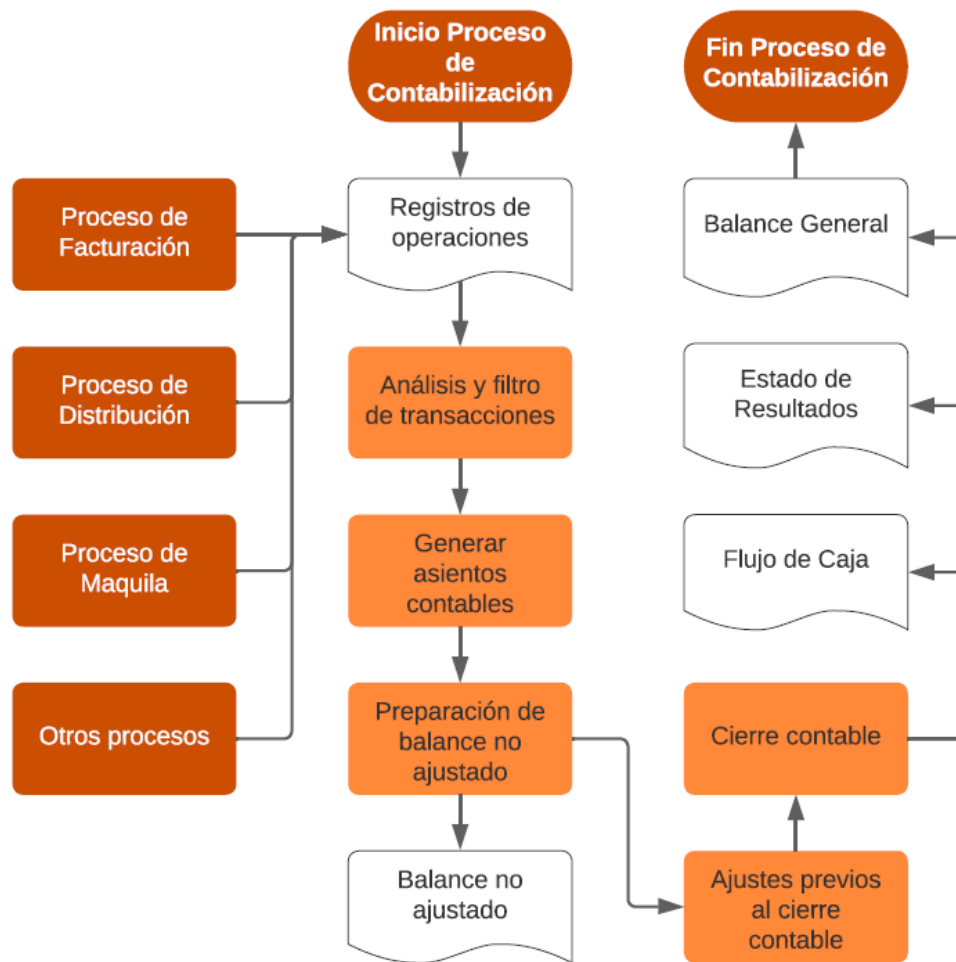 Inicio Proceso
de
Contabilización
Fin Proceso de
Contabilización
Proceso de
Facturación
Registros de
operaciones
Balance General
Proceso de
Distribución
Análisis y filtro
de transacciones
Estado de
Resultados
Proceso de
Maquila
Generar
asientos
contables
Flujo de Caja
Otros procesos
Preparación de
balance no
ajustado
Cierre contable
Balance no
ajustado
Ajustes previos
al cierre
contable